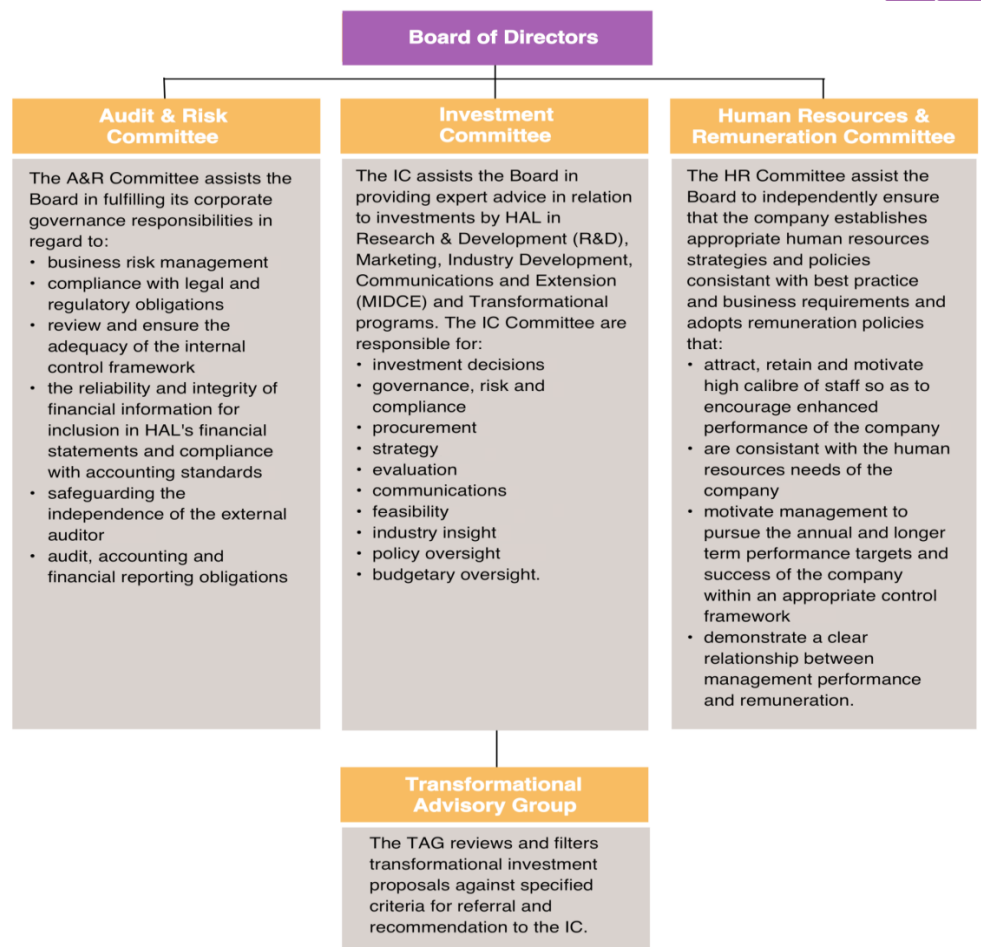 Board of Directors
Audit & Risk
Committee
The A&R Committee assists the
Board in fulfilling its corporate
governance responsibilities in
regard to:
• business risk management
• compliance with legal and
regulatory obligations
• review and ensure the
adequacy of the internal
control framework
• the reliability and integrity of
financial information for
inclusion in HAL's financial
statements and compliance
with accounting standards
• safeguarding the
independence of the external
auditor
• audit, accounting and
financial reporting obligations
Investment
Committee
The IC assists the Board in
providing expert advice in relation
to investments by HAL in
Research & Development (R&D),
Marketing, Industry Development,
Communications and Extension
(MIDCE) and Transformational
programs. The IC Committee are
responsible for:
• investment decisions
• governance, risk and
compliance
• procurement
• strategy
• evaluation
• communications
• feasibility
• industry insight
• policy oversight
• budgetary oversight.
Human Resources &
Remuneration Committee
The HR Committee assist the
Board to independently ensure
that the company establishes
appropriate human resources
strategies and policies
consistent with best practice
and business requirements and
adopts remuneration policies
that:
• attract, retain and motivate
high calibre of staff so as to
encourage enhanced
performance of the company
• are consistent with the human
resources needs of the
company
• motivate management to
pursue the annual and longer
term performance targets and
success of the company
within an appropriate control
framework
• demonstrate a clear
relationship between
management performance
and remuneration.
Transformational
Advisory Group
The TAG reviews and filters
transformational investment
proposals against specified
criteria for referral and
recommendation to the IC.